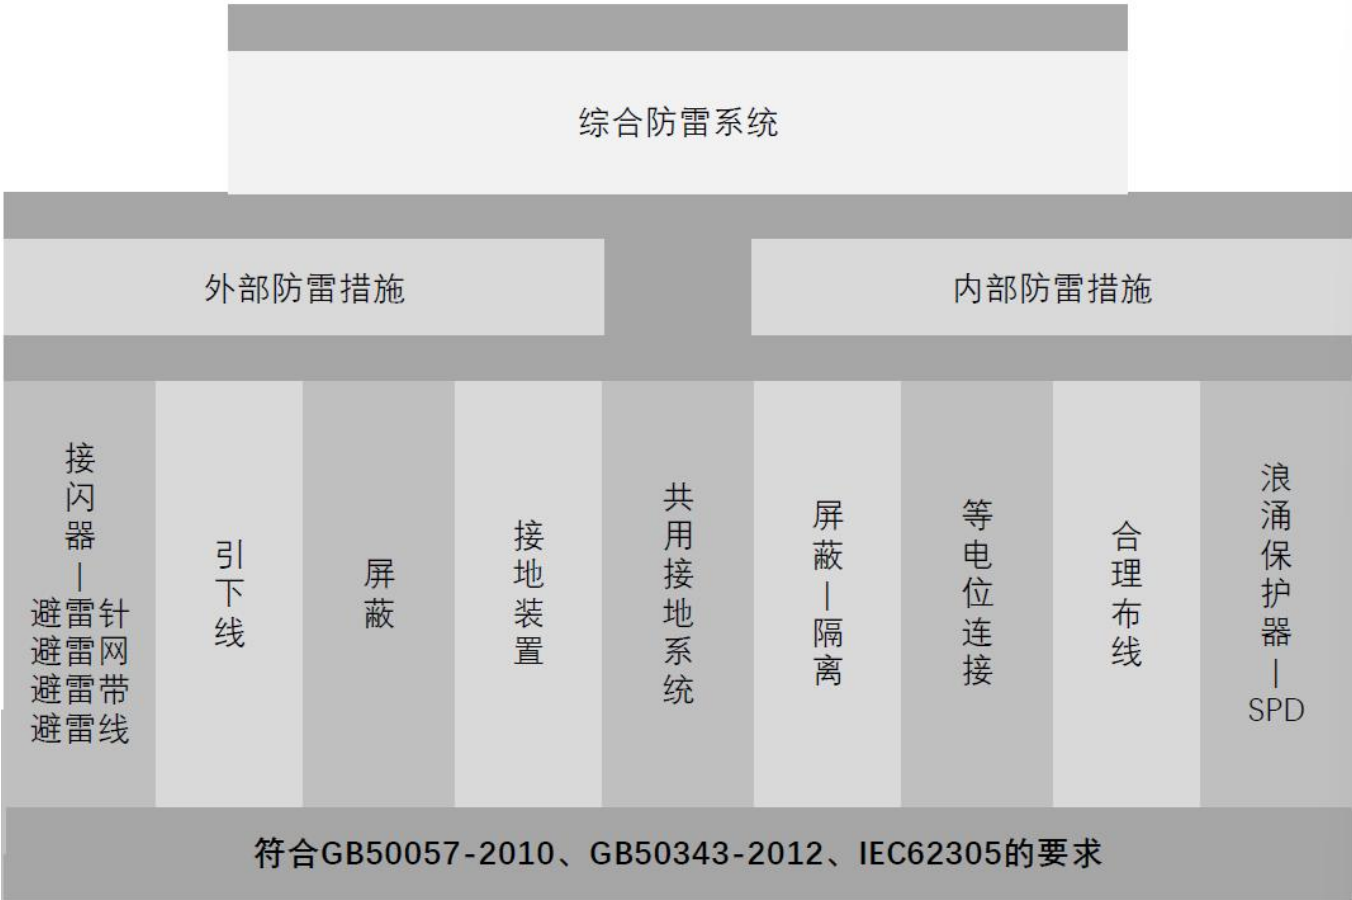 综合防雷系统
外部防雷措施
内部防雷措施
接闪器|
避雷针
避雷网
避雷带
避雷线
引下线
屏蔽
接地装置
共用接地系统
屏蔽|隔离
等电位连接
合理布线
浪涌保护器|
SPD
符合GB50057-2010、GB50343-2012、IEC62305的要求